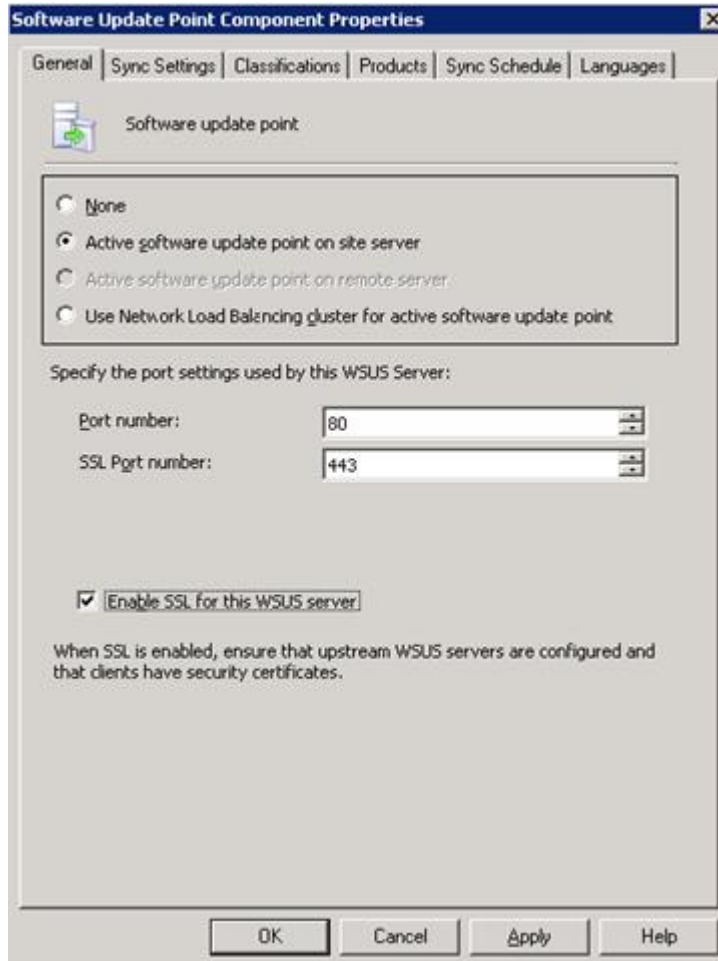 Software Update Point Component Properties
General Sync Settings Classifications Products Sync Schedule Languages
Software update point
None
Active software update point on site server
Active software update point on remote server
Use Network Load Balancing cluster for active software update point
Specify the port settings used by this WSUS Server:
Port number: 80
SSL Port number: 443
Enable SSL for this WSUS server
When SSL is enabled, ensure that upstream WSUS servers are configured and
that clients have security certificates.
OK Cancel Apply Help